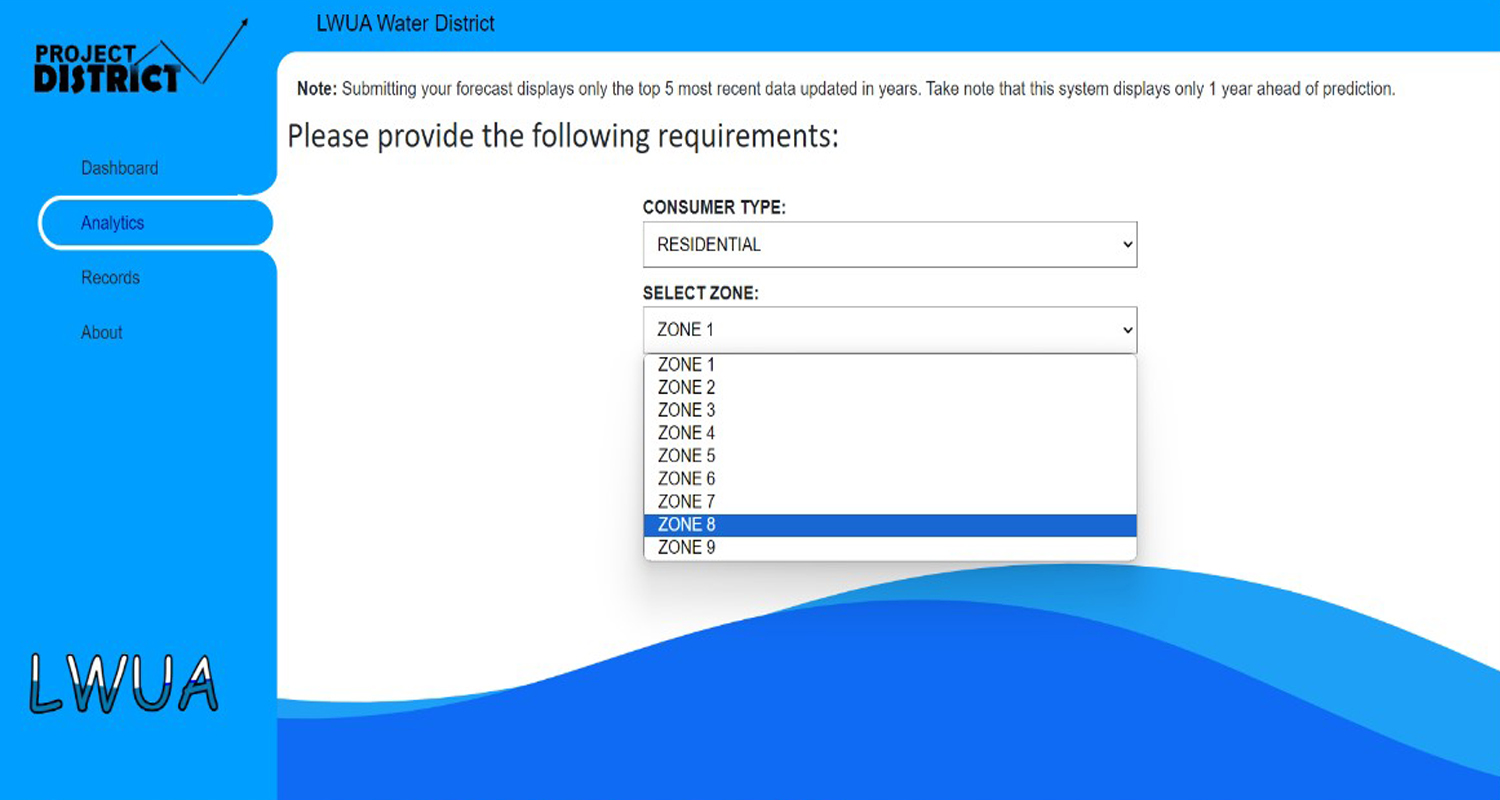 PROJECT
DISTRICT
LWUA Water District
Dashboard
Analytics
Records
About
LWUA
Note: Submitting your forecast displays only the top 5 most recent data updated in years. Take note that this system displays only 1 year ahead of prediction.
Please provide the following requirements:
CONSUMER TYPE:
RESIDENTIAL
SELECT ZONE:
ZONE 1
ZONE 1
ZONE 2
ZONE 3
ZONE 4
ZONE 5
ZONE 6
ZONE 7
ZONE 8
ZONE 9